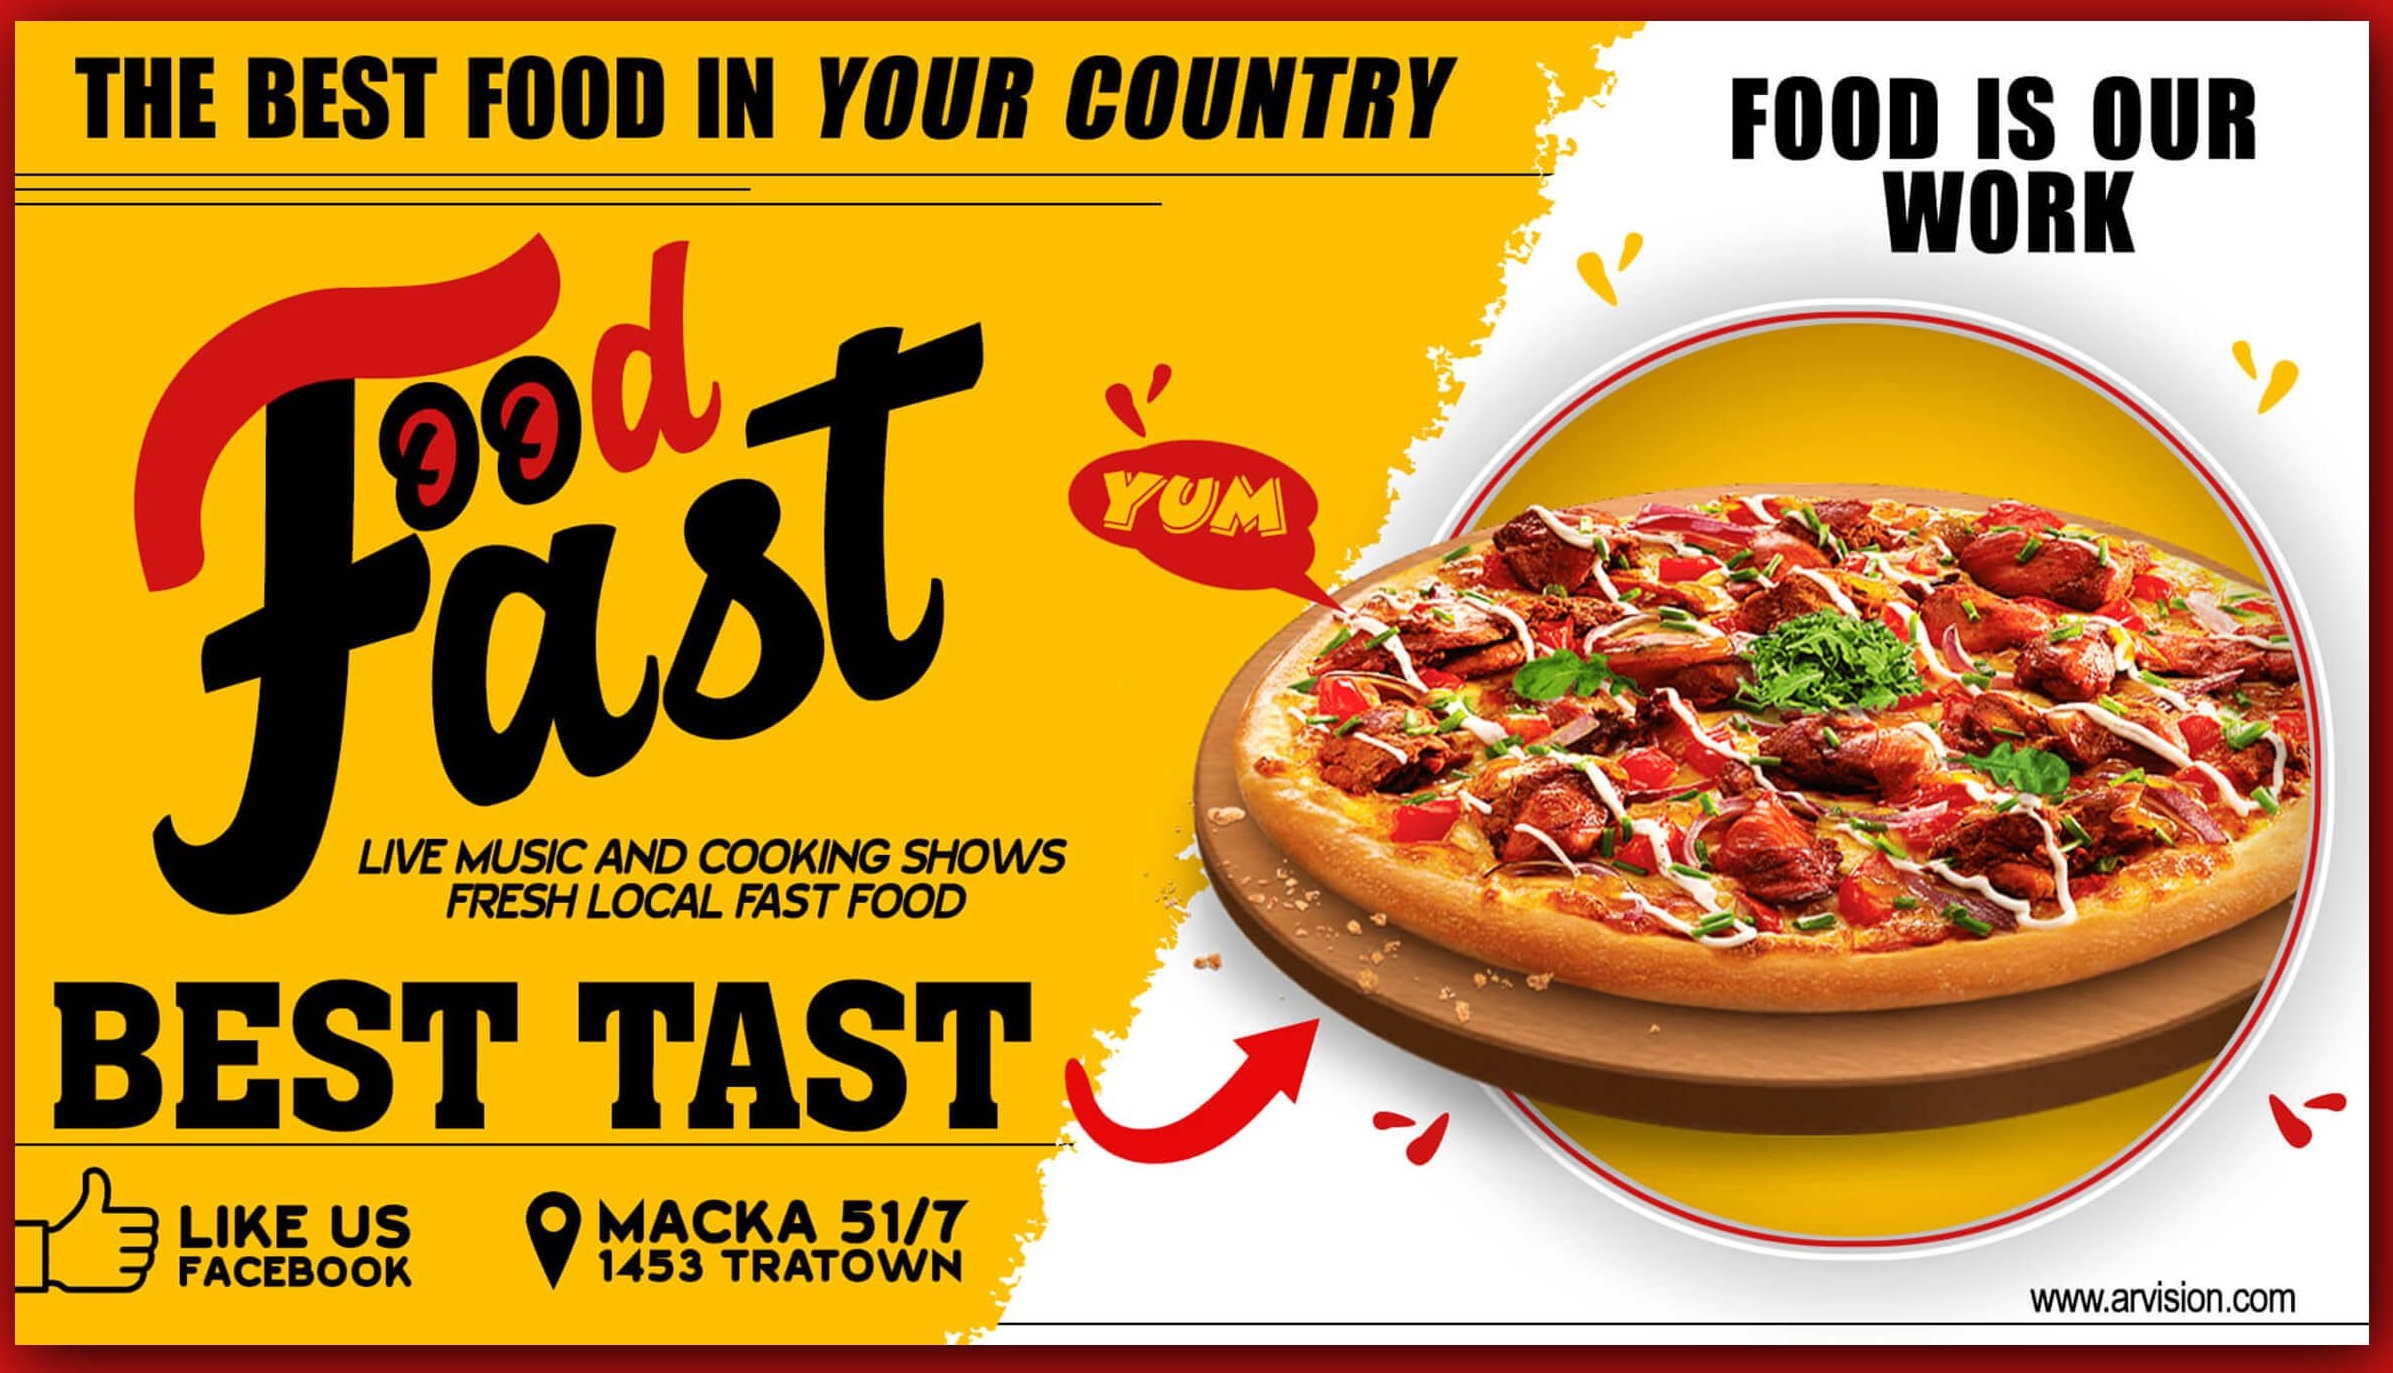 THE BEST FOOD IN YOUR COUNTRY
FOOD IS OUR
WORK
Food
Fast
YUM
LIVE MUSIC AND COOKING SHOWS
FRESH LOCAL FAST FOOD
BEST TAST
LIKE US
FACEBOOK
MACKA 51/7
1453 TRATOWN
www.arvision.com